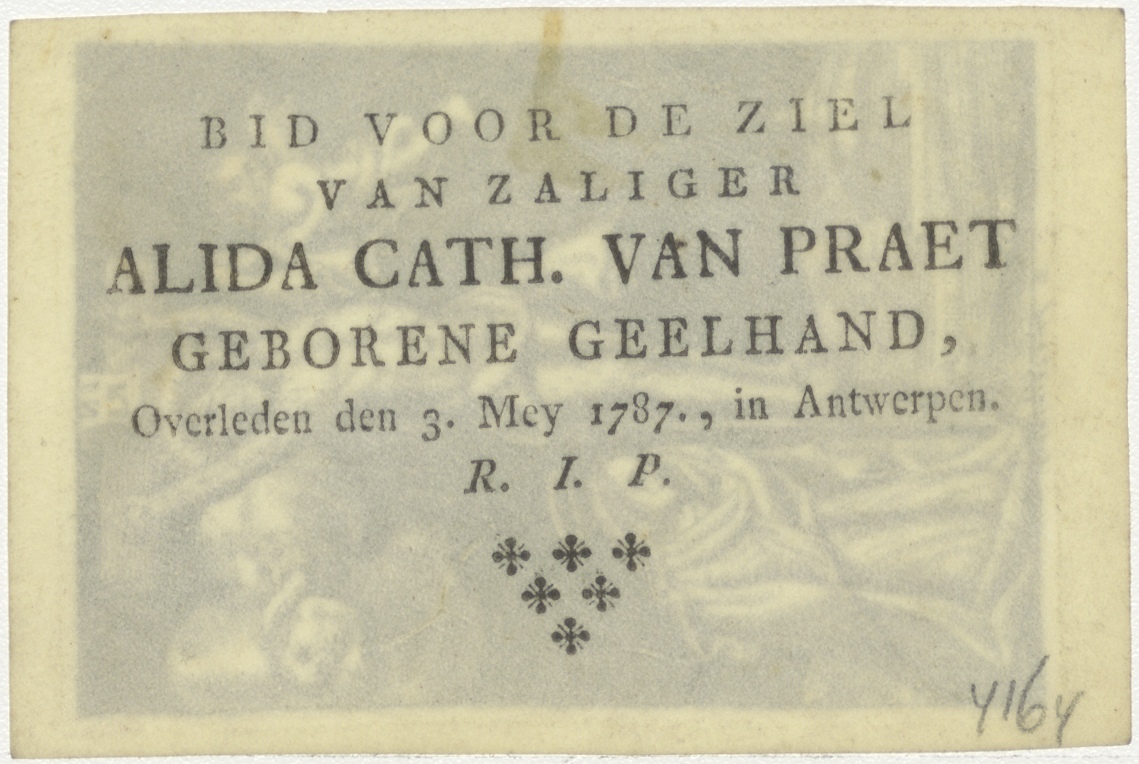 BID VOOR DE ZIEL
VAN ZALIGER
ALIDA CATH. VAN PRAET
GEBORENE GEELHAND,
Overleden den 3. Mey 1787., in Antwerpen.
R. I. P.
4164